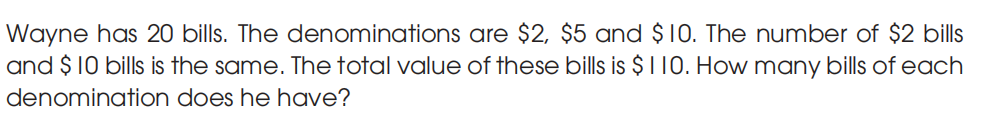 Wayne has 20 bills. The denominations are $2, $5 and $10. The number of $2 bills
and $10 bills is the same. The total value of these bills is $110. How many bills of each
denomination does he have?